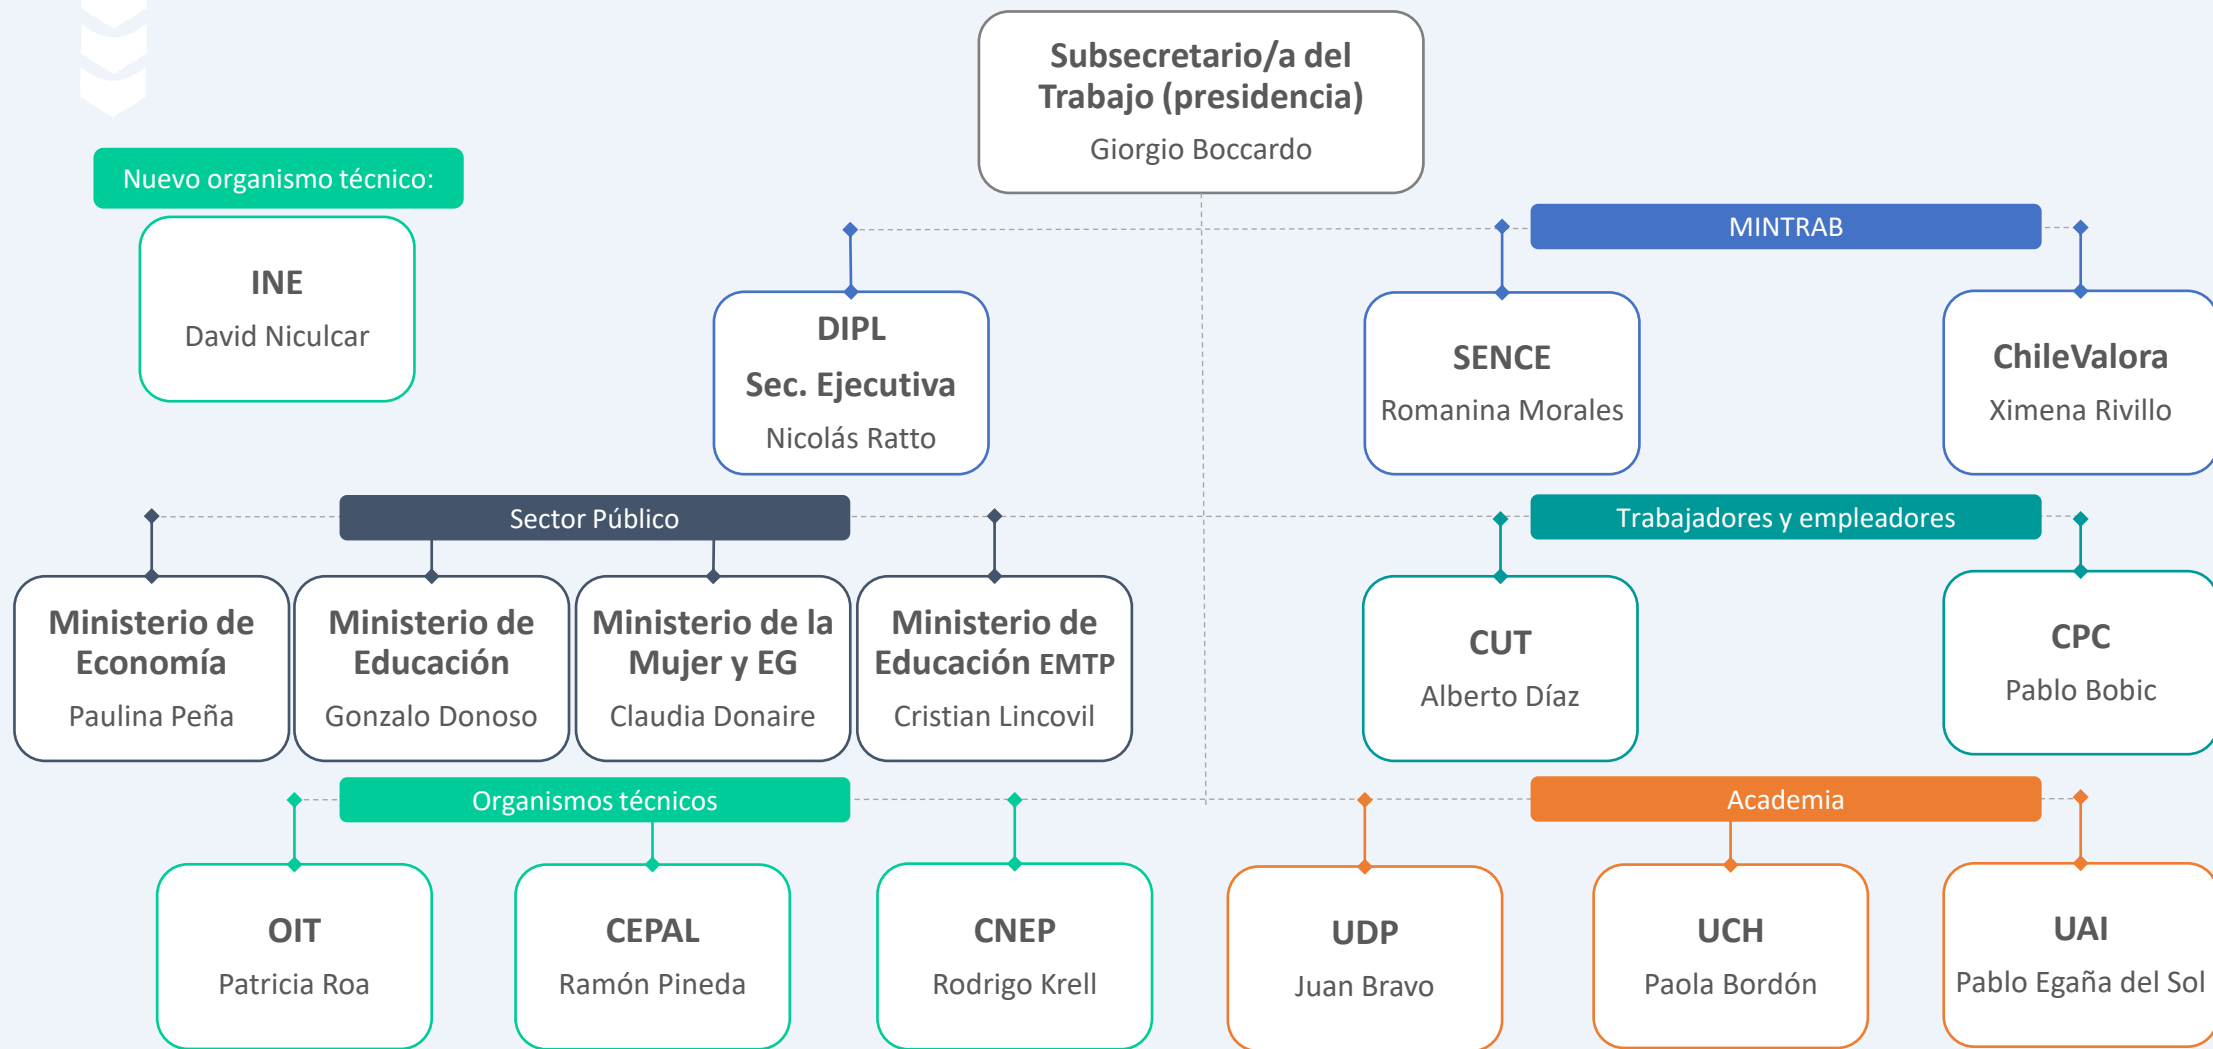 Subsecretario/a del
Trabajo (presidencia)
Giorgio Boccardo
Nuevo organismo técnico:
INE
David Niculcar
MINTRAB
DIPL
Sec. Ejecutiva
Nicolás Ratto
SENCE
Romanina Morales
ChileValora
Ximena Rivillo
Sector Público
Ministerio de
Economía
Paulina Peña
Ministerio de
Educación
Gonzalo Donoso
Ministerio de la
Mujer y EG
Claudia Donaire
Ministerio de
Educación EMTP
Cristian Lincovil
Trabajadores y empleadores
CUT
Alberto Díaz
CPC
Pablo Bobic
Organismos técnicos
OIT
Patricia Roa
CEPAL
Ramón Pineda
CNEP
Rodrigo Krell
Academia
UDP
Juan Bravo
UCH
Paola Bordón
UAI
Pablo Egaña del Sol